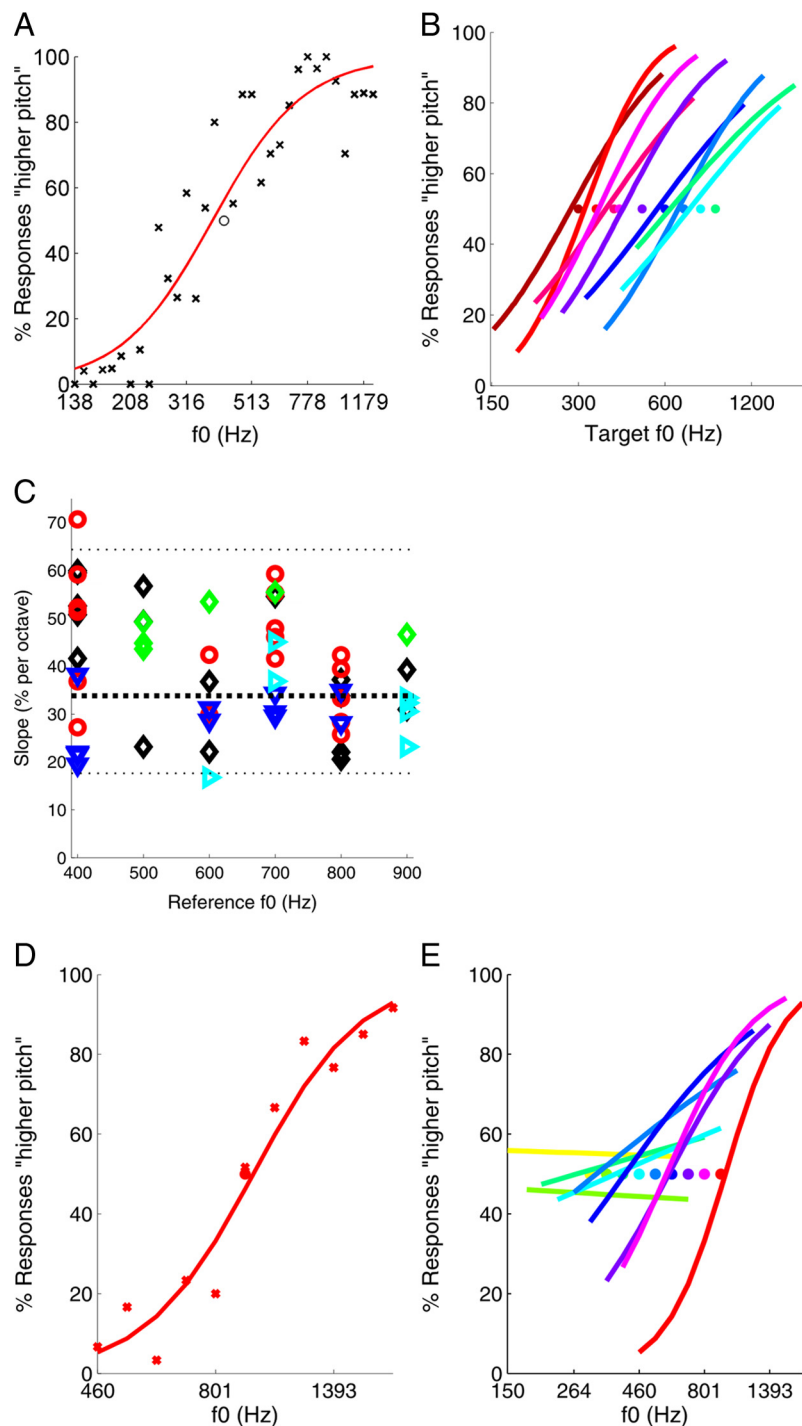 A
% Responses "higher pitch"
100
80
60
40
20
0
138 208 316 513 778 1179
f0 (Hz)
B
% Responses "higher pitch"
100
80
60
40
20
0
150 300 600 1200
Target f0 (Hz)
C
Slope (% per octave)
70
60
50
40
30
20
10
0
400 500 600 700 800 900
Reference f0 (Hz)
D
% Responses "higher pitch"
100
80
60
40
20
0
460 801 1393
f0 (Hz)
E
% Responses "higher pitch"
100
80
60
40
20
0
150 264 460 801 1393
f0 (Hz)